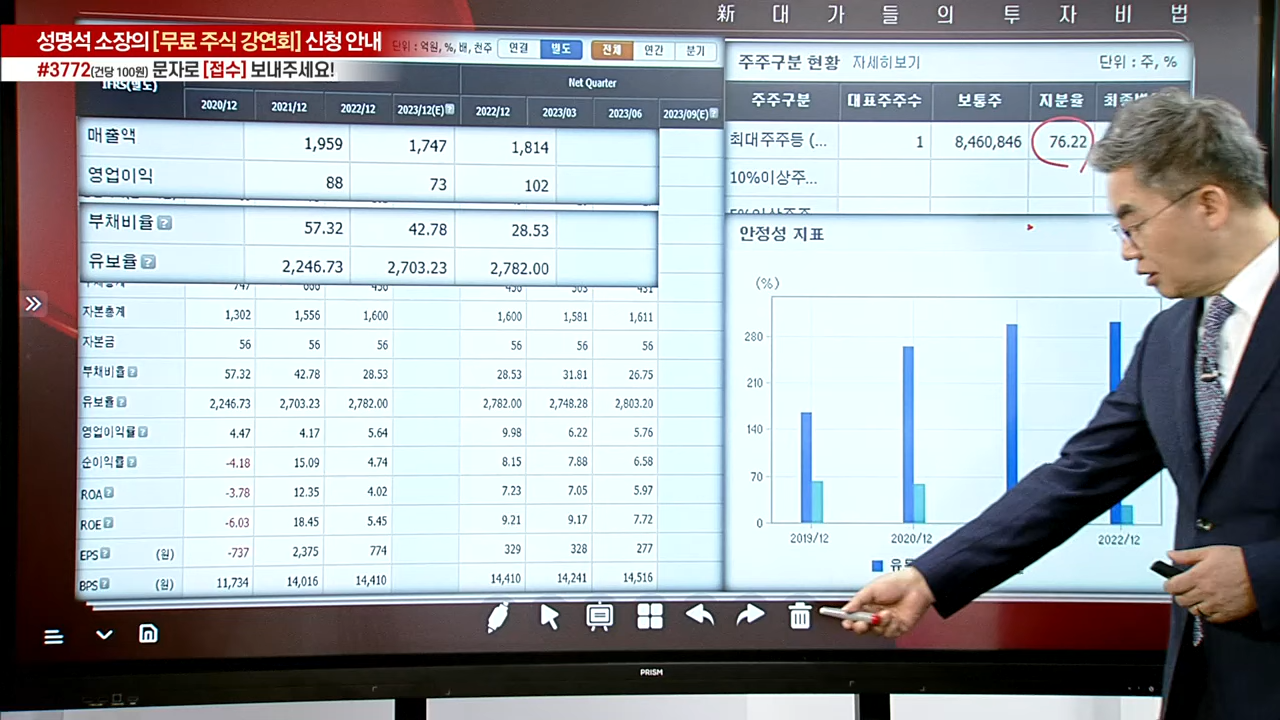 新 대 가 들 의 투 자 비 법
성명석 소장의 [무료 주식 강연회] 신청 안내
#3772(건당 100원) 문자로 [접수] 보내주세요!
단위 : 억원, %, 배, 천주 연결 별도 전체 연간 분기
IFRS(별도) Net Quarter
2020/12 2021/12 2022/12 2023/12(E) 2022/12 2023/03 2023/06 2023/09(E)
매출액 1,959 1,747 1,814
영업이익 88 73 102
부채비율 57.32 42.78 28.53
유보율 2,246.73 2,703.23 2,782.00
자본총계 1,302 1,556 1,600 1,600 1,581 1,611
자본금 56 56 56 56 56 56
부채비율 57.32 42.78 28.53 28.53 31.81 26.75
유보율 2,246.73 2,703.23 2,782.00 2,782.00 2,748.28 2,803.20
영업이익률 4.47 4.17 5.64 9.98 6.22 5.76
순이익률 -4.18 15.09 4.74 8.15 7.88 6.58
ROA -3.78 12.35 4.02 7.23 7.05 5.97
ROE -6.03 18.45 5.45 9.21 9.17 7.72
EPS (원) -737 2,375 774 329 328 277
BPS (원) 11,734 14,016 14,410 14,410 14,241 14,516
주주구분 현황 자세히보기 단위 : 주, %
주주구분 대표주주수 보통주 지분율
최대주주등 (... 1 8,460,846 76.22
10%이상주...
안정성 지표
(%)
280
210
140
70
0
2019/12 2020/12 2022/12
PRISM